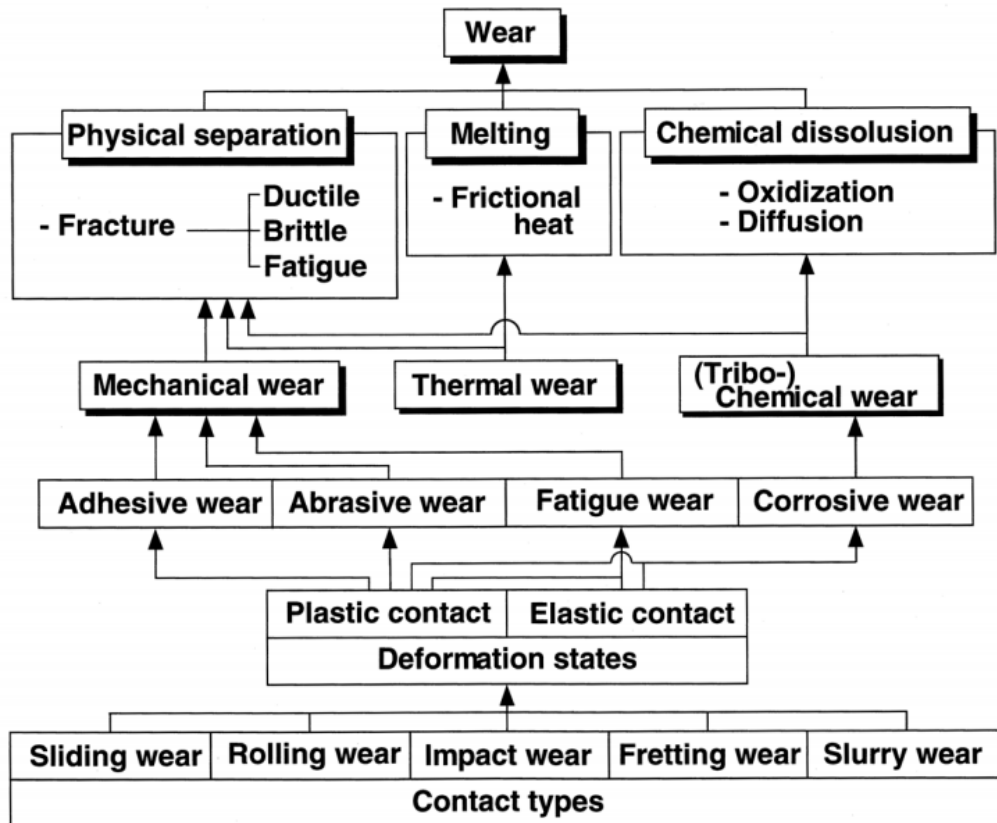 Wear
Physical separation
Melting
Chemical dissolusion
- Fracture
Ductile
Brittle
Fatigue
- Frictional
heat
- Oxidization
- Diffusion
Mechanical wear
Thermal wear
(Tribo-)
Chemical wear
Adhesive wear
Abrasive wear
Fatigue wear
Corrosive wear
Plastic contact
Elastic contact
Deformation states
Sliding wear
Rolling wear
Impact wear
Fretting wear
Slurry wear
Contact types